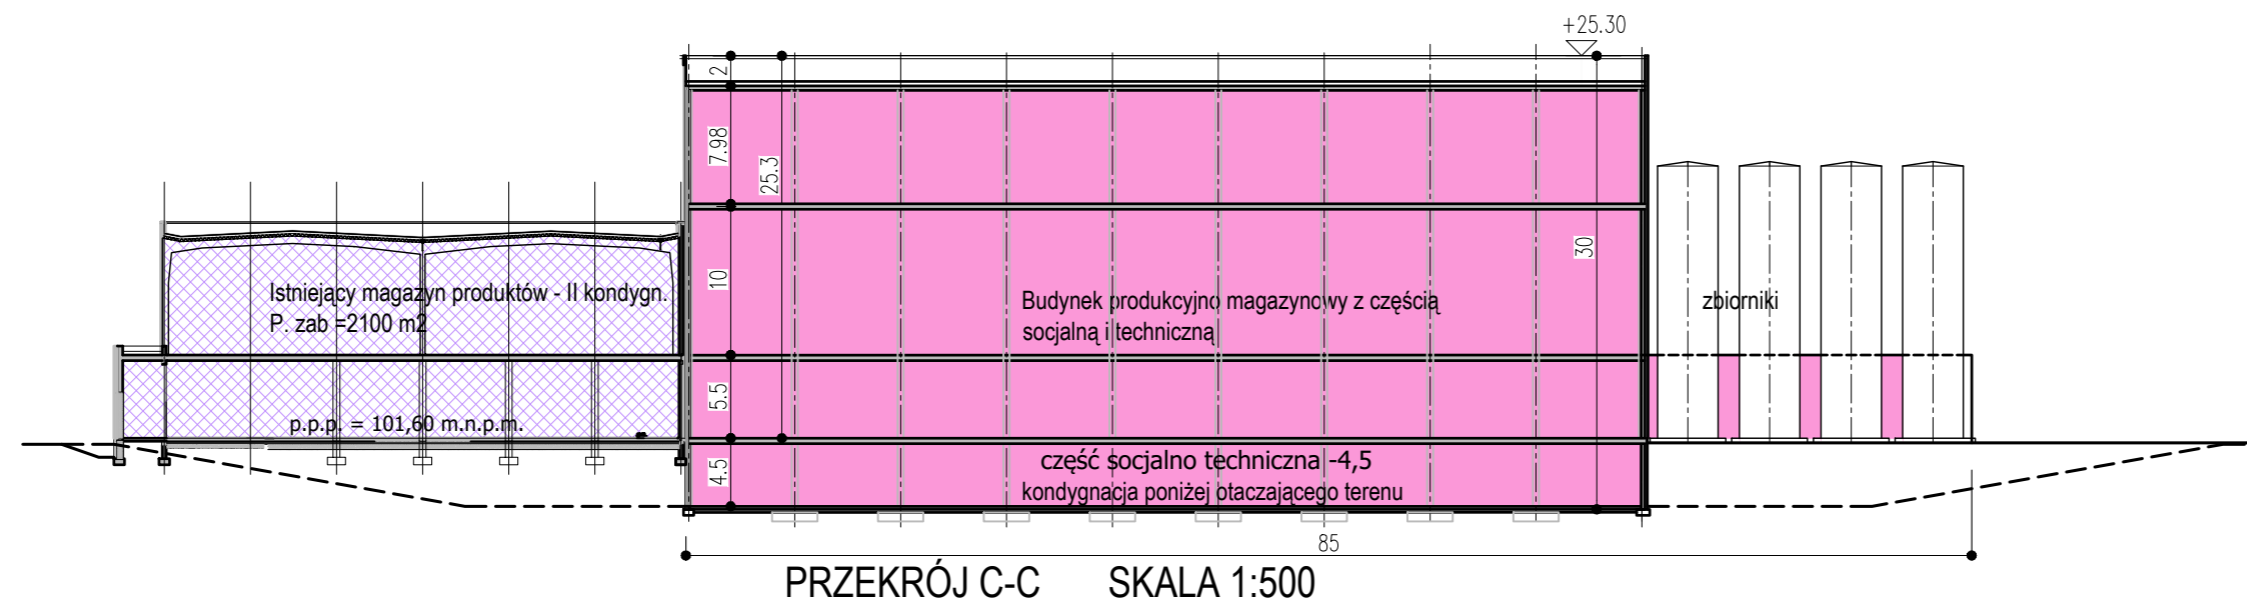 +25.30
2
7.98
25.3
10
30
5.5
4.5
Istniejący magazyn produktów - II kondygn.
P. zab =2100 m2
Budynek produkcyjno magazynowy z częścią
socjalną i techniczną
zbiorniki
p.p.p. = 101,60 m.n.p.m.
część socjalno techniczna -4,5
kondygnacja poniżej otaczającego terenu
85
PRZEKRÓJ C-C SKALA 1:500